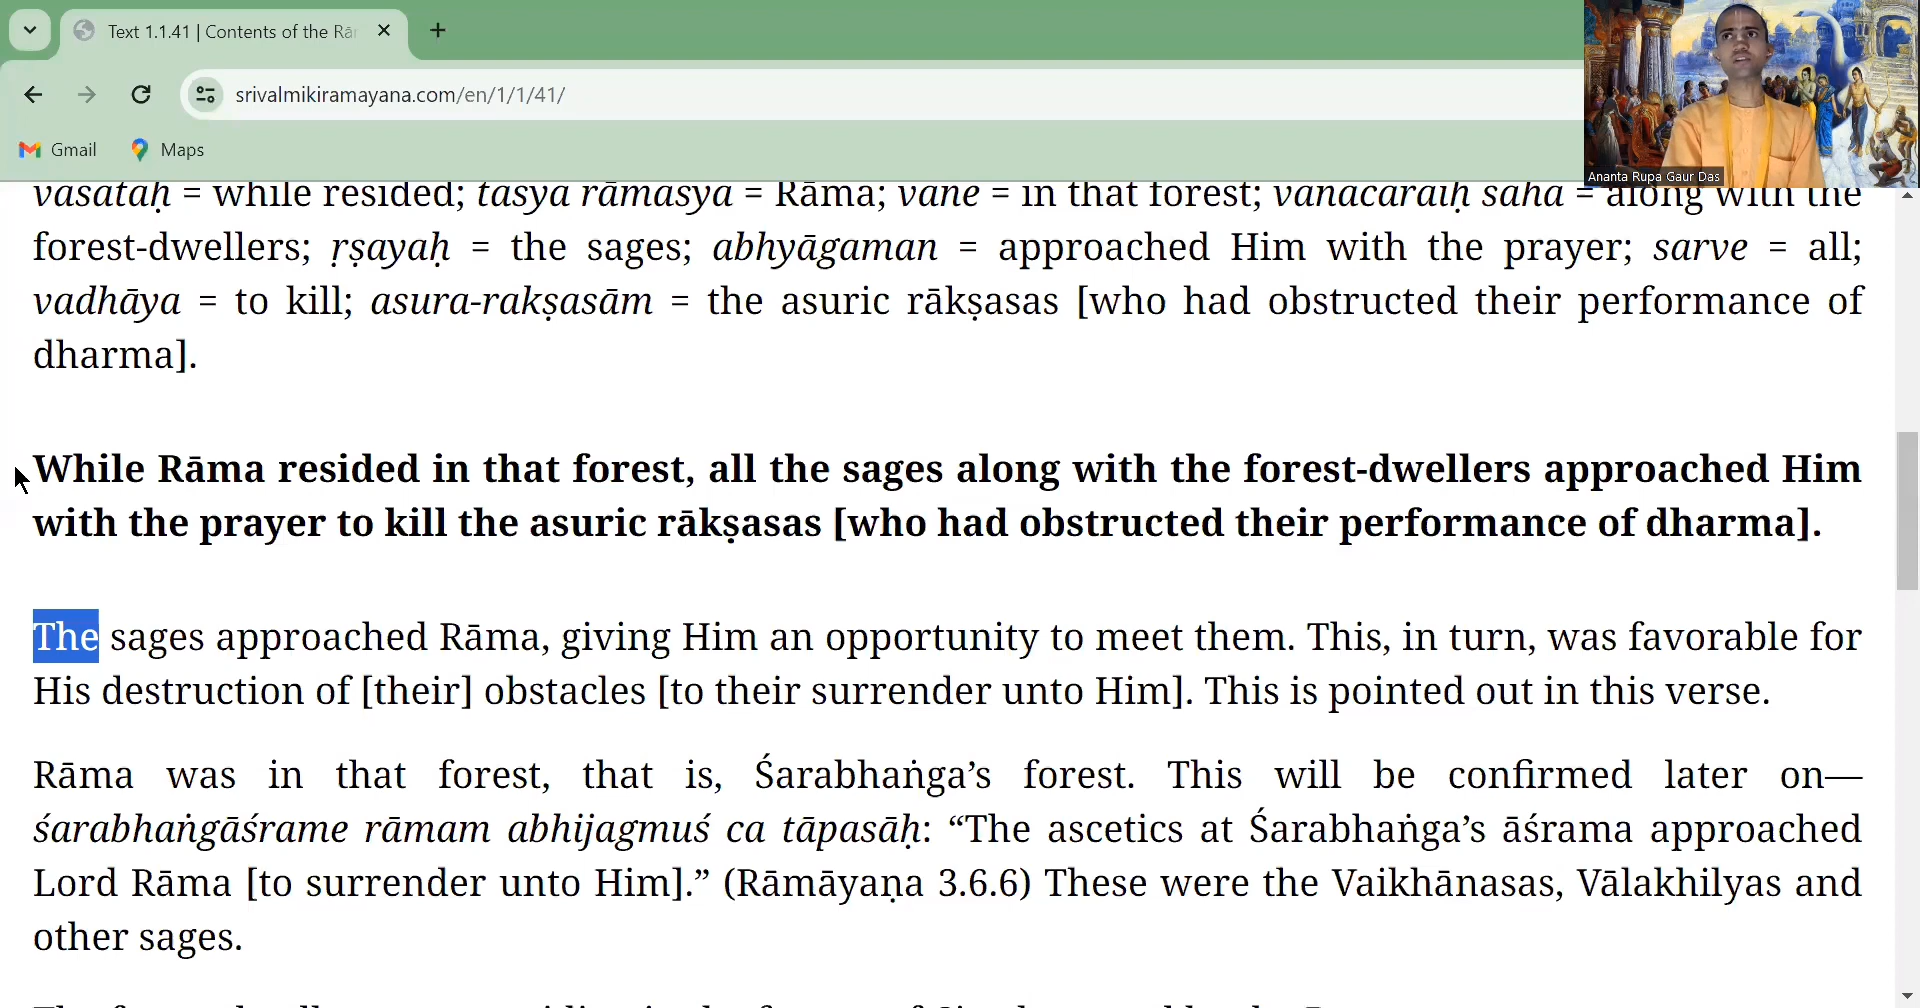 Text 1.1.41 | Contents of the Rā
srivalmikiramayana.com/en/1/1/41/
Gmail
Maps
Ananta Rupa Gaur Das
vasataḥ = while resided; tasya rāmasya = Rāma; vane = in that forest; vanacaraiḥ saha = along with the
forest-dwellers; ṛṣayaḥ = the sages; abhyāgaman = approached Him with the prayer; sarve = all;
vadhāya = to kill; asura-rakṣasām = the asuric rākṣasas [who had obstructed their performance of
dharma].
While Rāma resided in that forest, all the sages along with the forest-dwellers approached Him
with the prayer to kill the asuric rākṣasas [who had obstructed their performance of dharma].
The sages approached Rāma, giving Him an opportunity to meet them. This, in turn, was favorable for
His destruction of [their] obstacles [to their surrender unto Him]. This is pointed out in this verse.
Rāma was in that forest, that is, Śarabhaṅga’s forest. This will be confirmed later on—
śarabhaṅgāśrame rāmam abhijagmuś ca tāpasāḥ: “The ascetics at Śarabhaṅga’s āśrama approached
Lord Rāma [to surrender unto Him].” (Rāmāyaṇa 3.6.6) These were the Vaikhānasas, Vālakhilyas and
other sages.